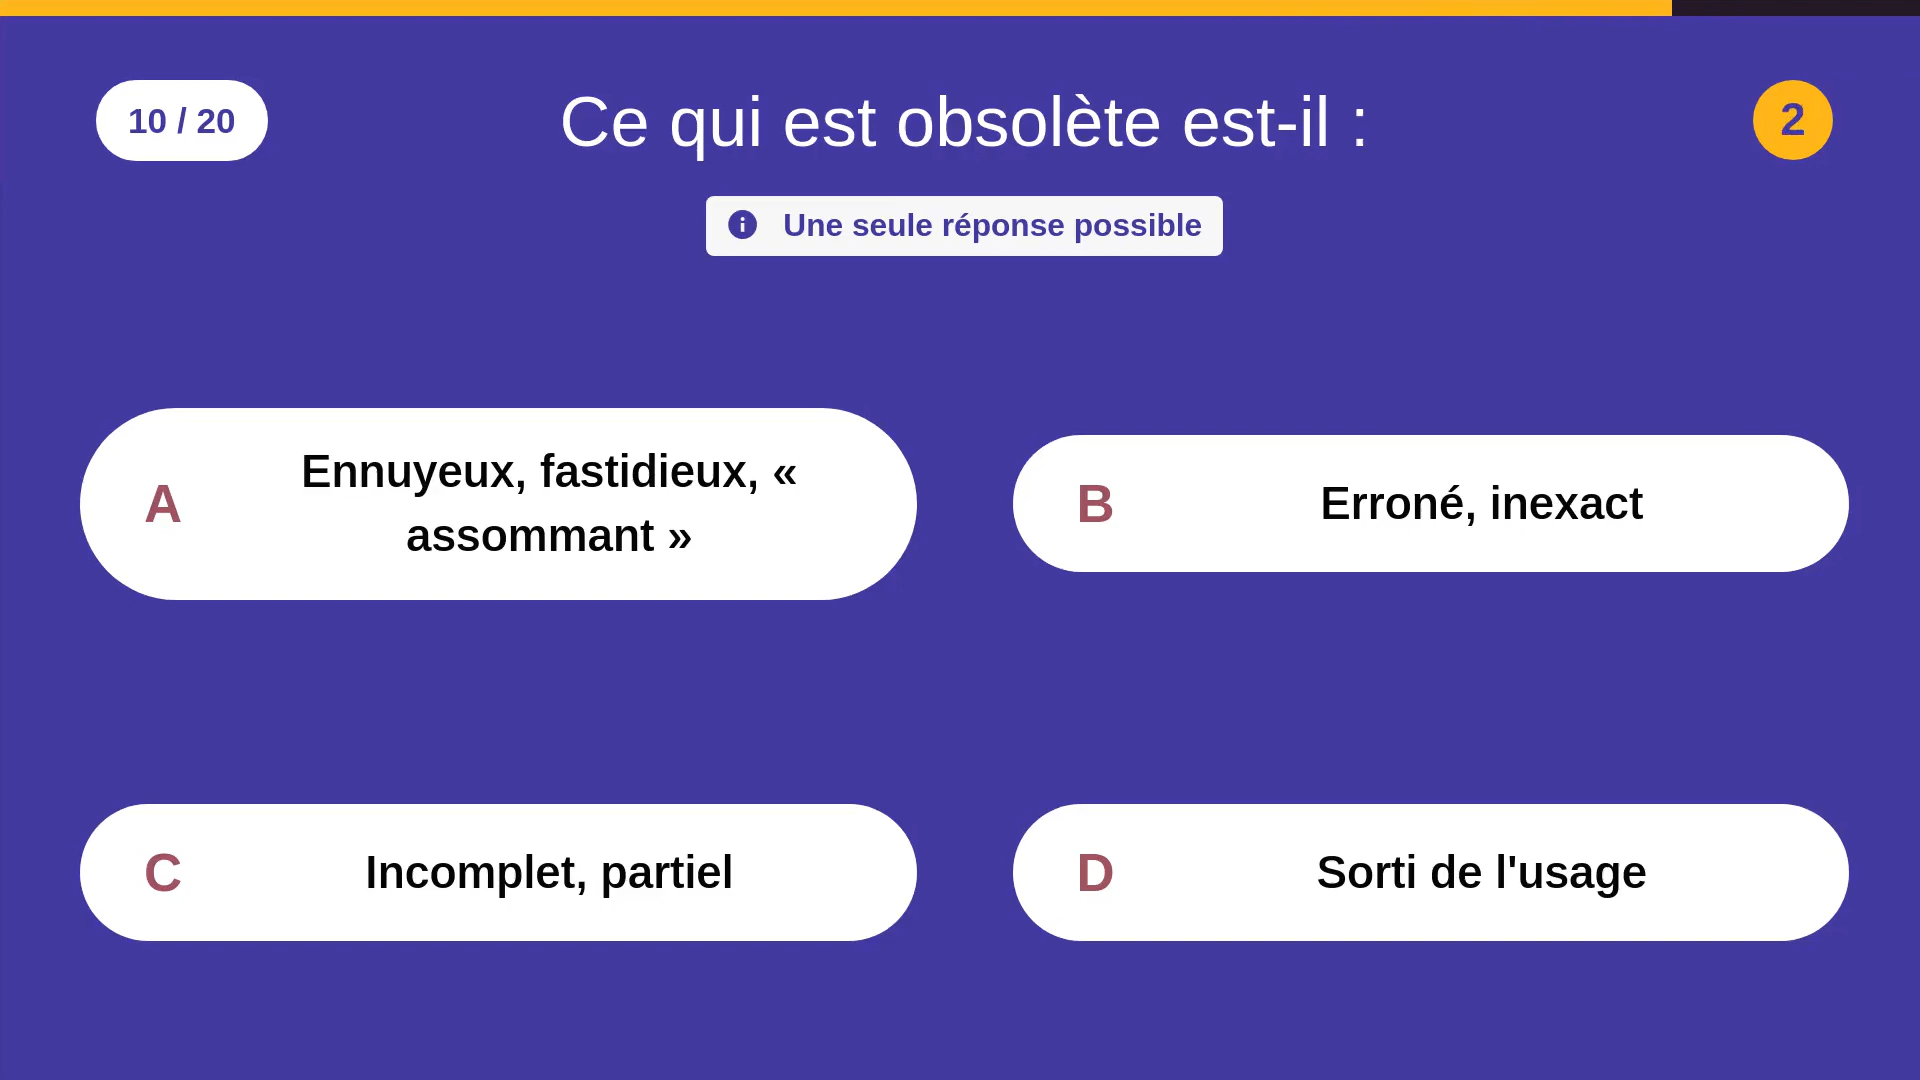 10 / 20
Ce qui est obsolète est-il :
2
Une seule réponse possible
A
Ennuyeux, fastidieux, «
assommant »
B
Erroné, inexact
C
Incomplet, partiel
D
Sorti de l'usage